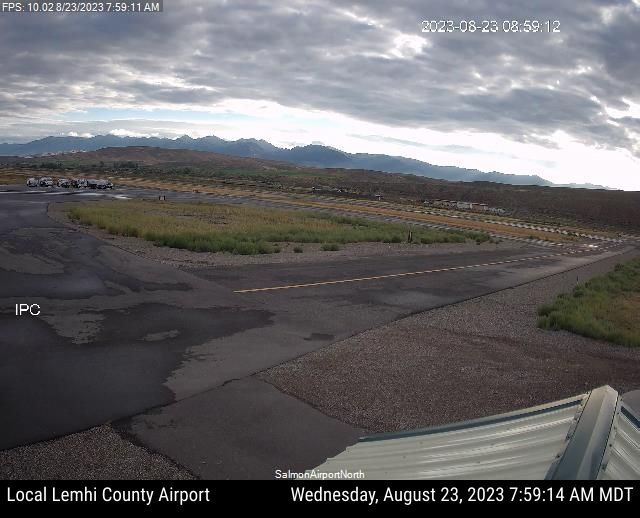 FPS: 10.02 8/23/2023 7:59:11 AM
2023-08-23 08:59:12
IPC
SalmonAirportNorth
Local Lemhi County Airport Wednesday, August 23, 2023 7:59:14 AM MDT